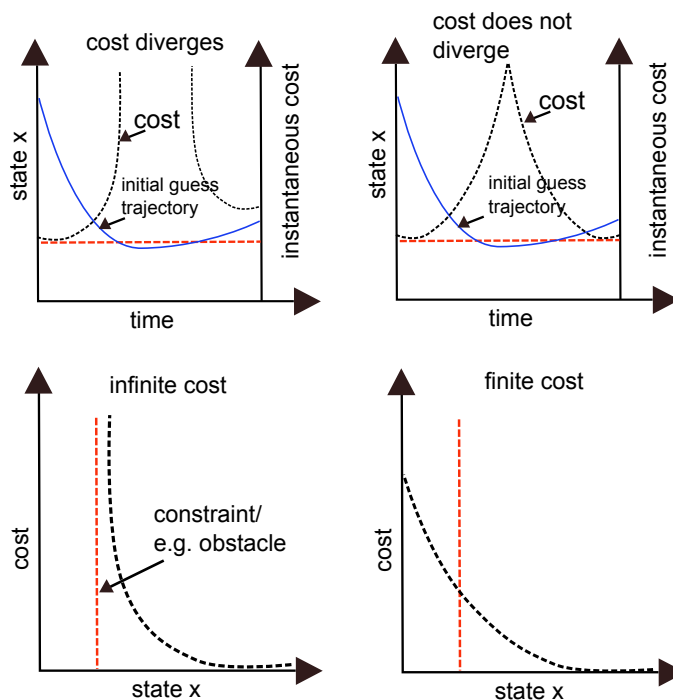 cost diverges
cost
state x
initial guess
trajectory
instantaneous cost
time
cost does not
diverge
cost
state x
initial guess
trajectory
instantaneous cost
time
infinite cost
constraint/
e.g. obstacle
cost
state x
finite cost
cost
state x